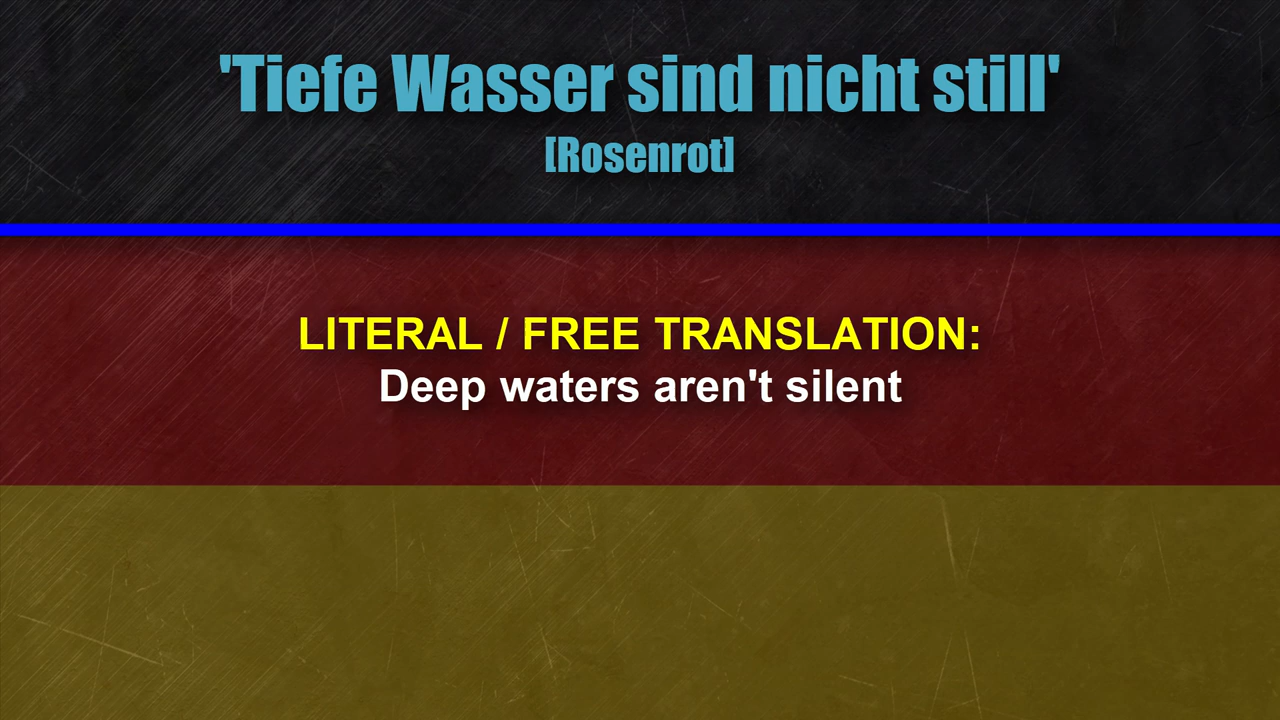 'Tiefe Wasser sind nicht still'
[Rosenrot]
LITERAL / FREE TRANSLATION:
Deep waters aren't silent